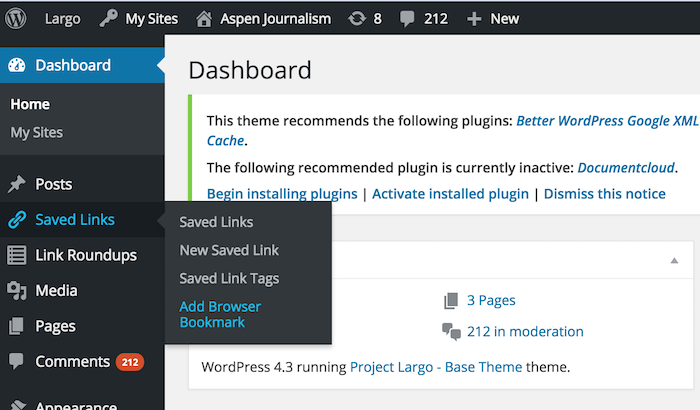 Largo My Sites Aspen Journalism 8 212 New
Dashboard
Home
My Sites
Posts
Saved Links
Link Roundups
Media
Pages
Comments 212
Appearance
Saved Links
New Saved Link
Saved Link Tags
Add Browser
Bookmark
Dashboard
This theme recommends the following plugins: Better WordPress Google XML
Cache.
The following recommended plugin is currently inactive: Documentcloud.
Begin installing plugins | Activate installed plugin | Dismiss this notice
3 Pages
212 in moderation
WordPress 4.3 running Project Largo - Base Theme theme.